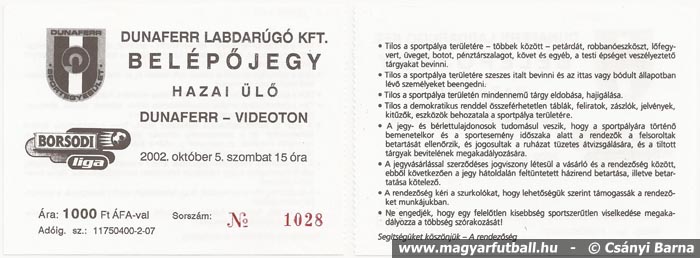 DUNAFERR
SPORTEGYESÜLET
DUNAFERR LABDARÚGÓ KFT.
BELÉPŐJEGY
HAZAI ÜLŐ
DUNAFERR – VIDEOTON
BORSODI
liga
2002. október 5. szombat 15 óra
Ára: 1000 Ft ÁFA-val
Sorszám: № 1028
Adóig. sz.: 11750400-2-07
• Tilos a sportpálya területére – többek között – petárdát, robbanóeszközt, lőfegy-
vert, üveget, botot, pénztárszalagot, követ és egyéb, a testi épséget veszélyeztető
tárgyakat bevinni.
• Tilos a sportpálya területére szeszes italt bevinni és az ittas vagy bódult állapotban
lévő személyeket beengedni.
• Tilos a sportpálya területén mindennemű tárgy eldobása, hajigálása.
• Tilos a demokratikus renddel összeférhetetlen táblák, feliratok, zászlók, jelvények,
kitűzők, eszközök behozatala a sportpálya területére.
• A jegy- és bérlettulajdonosok tudomásul veszik, hogy a sportpályára történő
bemenetelkor és a sportesemény időszaka alatt a rendezők a felsoroltak
betartását ellenőrzik, és jogosultak a ruházat tüzetes átvizsgálására, és a tiltott
tárgyak bevitelének megakadályozására.
• A jegyvásárlással szerződéses jogviszony létesül a vásárló és a rendezőség között,
ebből következően a jegy hátoldalán feltüntetett házirend betartása, illetve betar-
tatása kötelező.
• A rendezőség kéri a szurkolókat, hogy lehetőségük szerint támogassák a rendező-
ket munkájukban.
• Ne engedjék, hogy egy felelőtlen kisebbség sportszerűtlen viselkedése megaka-
dályozza a többség szórakozását!
Segítségüket köszönjük – A rendezőség
www.magyarfutball.hu - © Csányi Barna